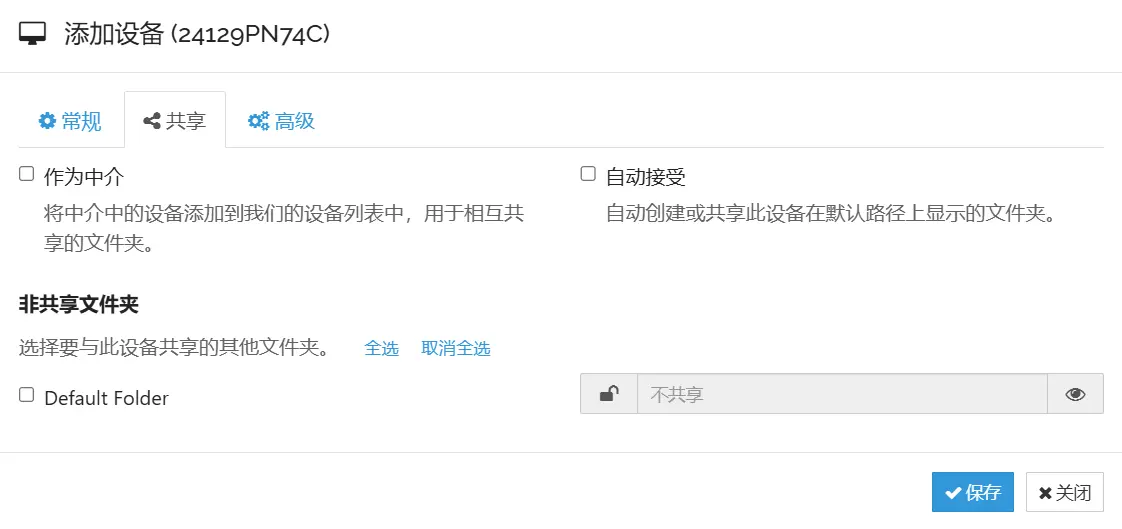 添加设备 (24129PN74C)
常规 共享 高级
作为中介 自动接受
将中介中的设备添加到我们的设备列表中，用于相互共 自动创建或共享此设备在默认路径上显示的文件夹。
享的文件夹。
非共享文件夹
选择要与此设备共享的其他文件夹。 全选 取消全选
Default Folder 不共享
保存 关闭